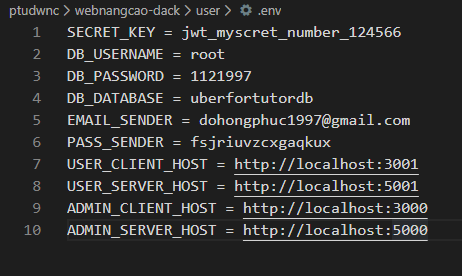 ptudwnc > webnangcao-dack > user > .env
1 SECRET_KEY = jwt_myscret_number_124566
2 DB_USERNAME = root
3 DB_PASSWORD = 1121997
4 DB_DATABASE = uberfortutordb
5 EMAIL_SENDER = dohongphuc1997@gmail.com
6 PASS_SENDER = fsjriuvzcxgaqkux
7 USER_CLIENT_HOST = http://localhost:3001
8 USER_SERVER_HOST = http://localhost:5001
9 ADMIN_CLIENT_HOST = http://localhost:3000
10 ADMIN_SERVER_HOST = http://localhost:5000